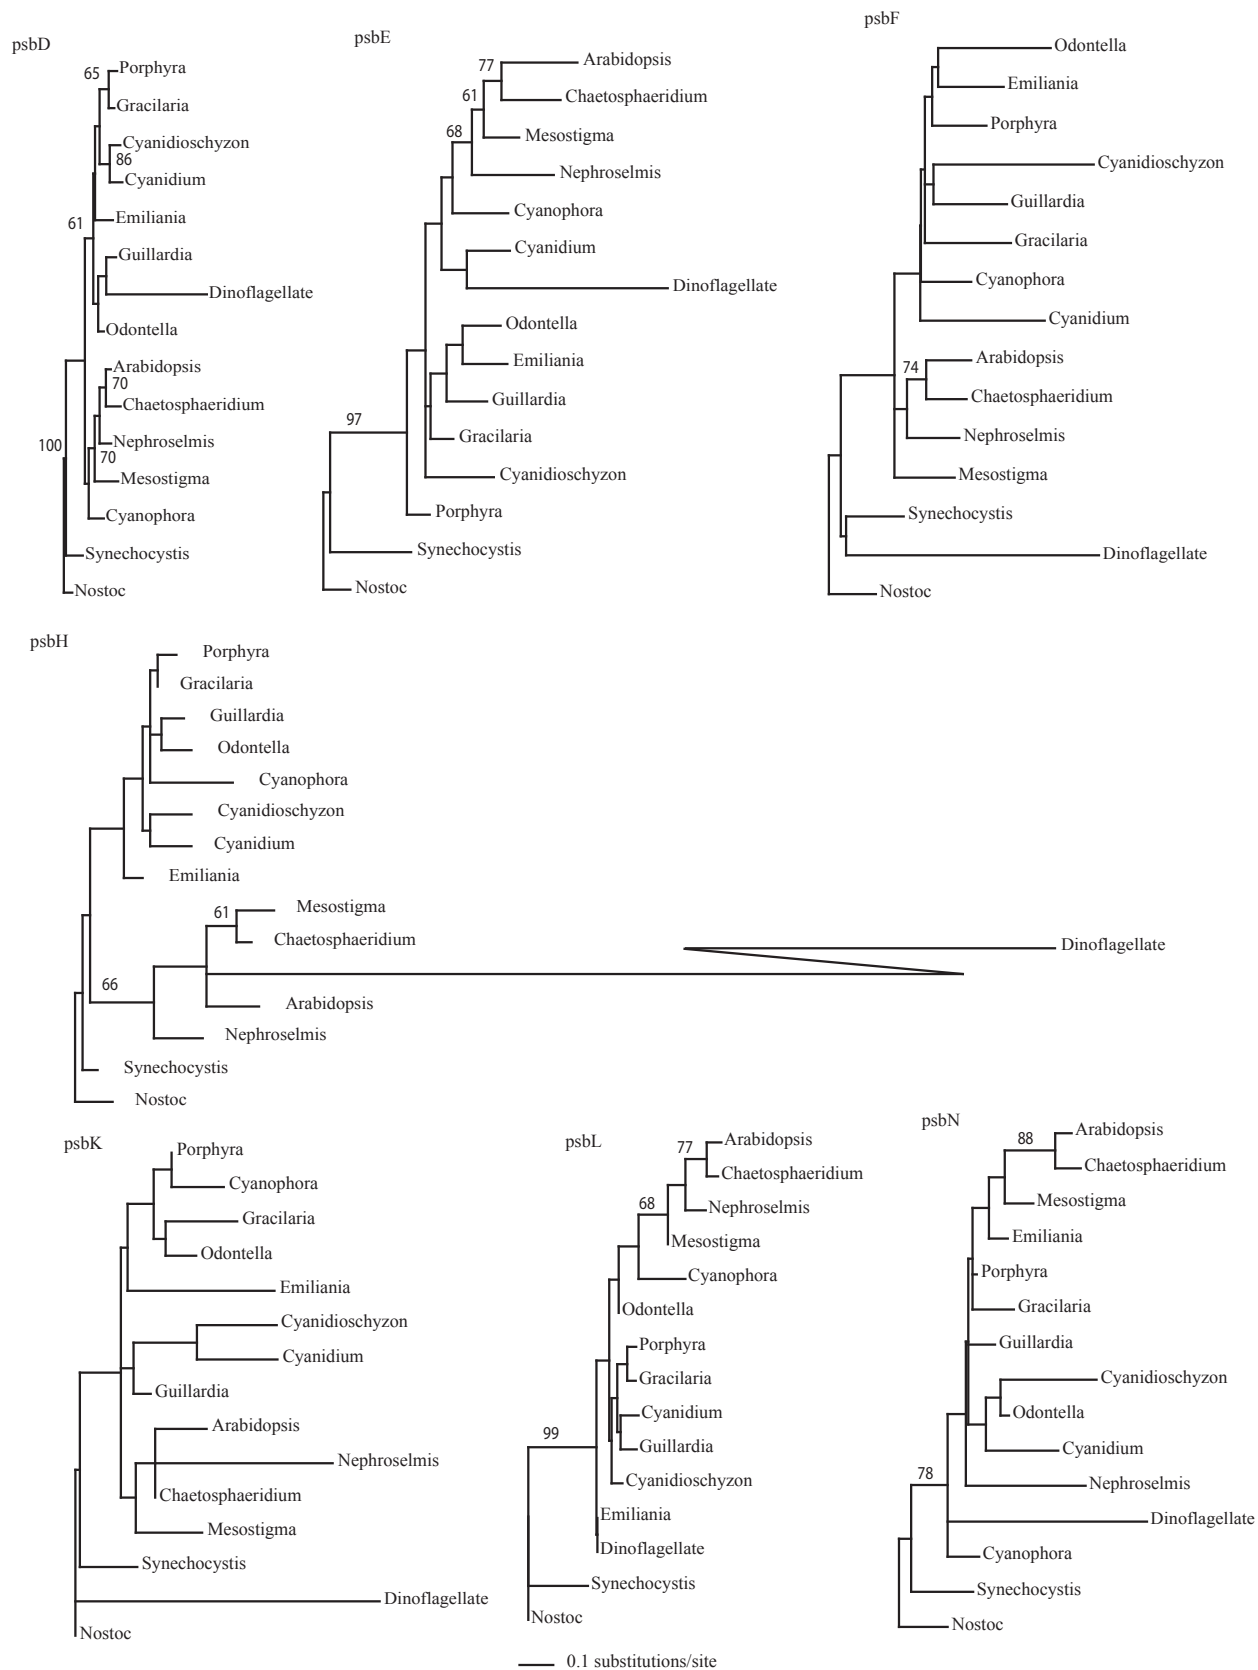 psbD
65
Porphyra
Gracilaria
Cyanidioschyzon
86
Cyanidium
Emiliania
61
Guillardia
Dinoflagellate
Odontella
Arabidopsis
70
Chaetosphaeridium
Nephroselmis
100
70
Mesostigma
Cyanophora
Synechocystis
Nostoc
psbE
77
Arabidopsis
61
Chaetosphaeridium
68
Mesostigma
Nephroselmis
Cyanophora
Cyanidium
Dinoflagellate
Odontella
Emiliania
Guillardia
97
Gracilaria
Cyanidioschyzon
Porphyra
Synechocystis
Nostoc
psbF
Odontella
Emiliania
Porphyra
Cyanidioschyzon
Guillardia
Gracilaria
Cyanophora
Cyanidium
Arabidopsis
74
Chaetosphaeridium
Nephroselmis
Mesostigma
Synechocystis
Dinoflagellate
Nostoc
psbH
Porphyra
Gracilaria
Guillardia
Odontella
Cyanophora
Cyanidioschyzon
Cyanidium
Emiliania
61
Mesostigma
Chaetosphaeridium
Dinoflagellate
66
Arabidopsis
Nephroselmis
Synechocystis
Nostoc
psbK
Porphyra
Cyanophora
Gracilaria
Odontella
Emiliania
Cyanidioschyzon
Cyanidium
Guillardia
Arabidopsis
Nephroselmis
Chaetosphaeridium
Mesostigma
Synechocystis
Dinoflagellate
Nostoc
psbL
77
Arabidopsis
Chaetosphaeridium
68
Nephroselmis
Mesostigma
Cyanophora
Odontella
Porphyra
Gracilaria
Cyanidium
99
Guillardia
Cyanidioschyzon
Emiliania
Dinoflagellate
Synechocystis
Nostoc
psbN
88
Arabidopsis
Chaetosphaeridium
Mesostigma
Emiliania
Porphyra
Gracilaria
Guillardia
Cyanidioschyzon
Odontella
Cyanidium
78
Nephroselmis
Dinoflagellate
Cyanophora
Synechocystis
Nostoc
0.1 substitutions/site